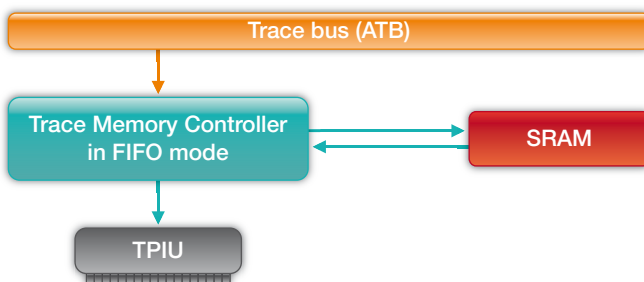 Trace bus (ATB)
Trace Memory Controller
in FIFO mode
SRAM
TPIU